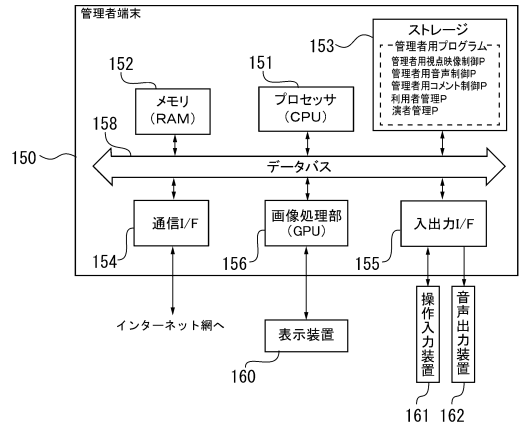 管理者端末
ストレージ
153
管理者用プログラム
管理者用視点映像制御P
管理者用音声制御P
管理者用コメント制御P
利用者管理P
演者管理P
152
メモリ
(RAM)
151
プロセッサ
(CPU)
158
150
データバス
通信I/F
154
画像処理部
(GPU)
156
入出力I/F
155
インターネット網へ
表示装置
160
操作入力装置
161
音声出力装置
162